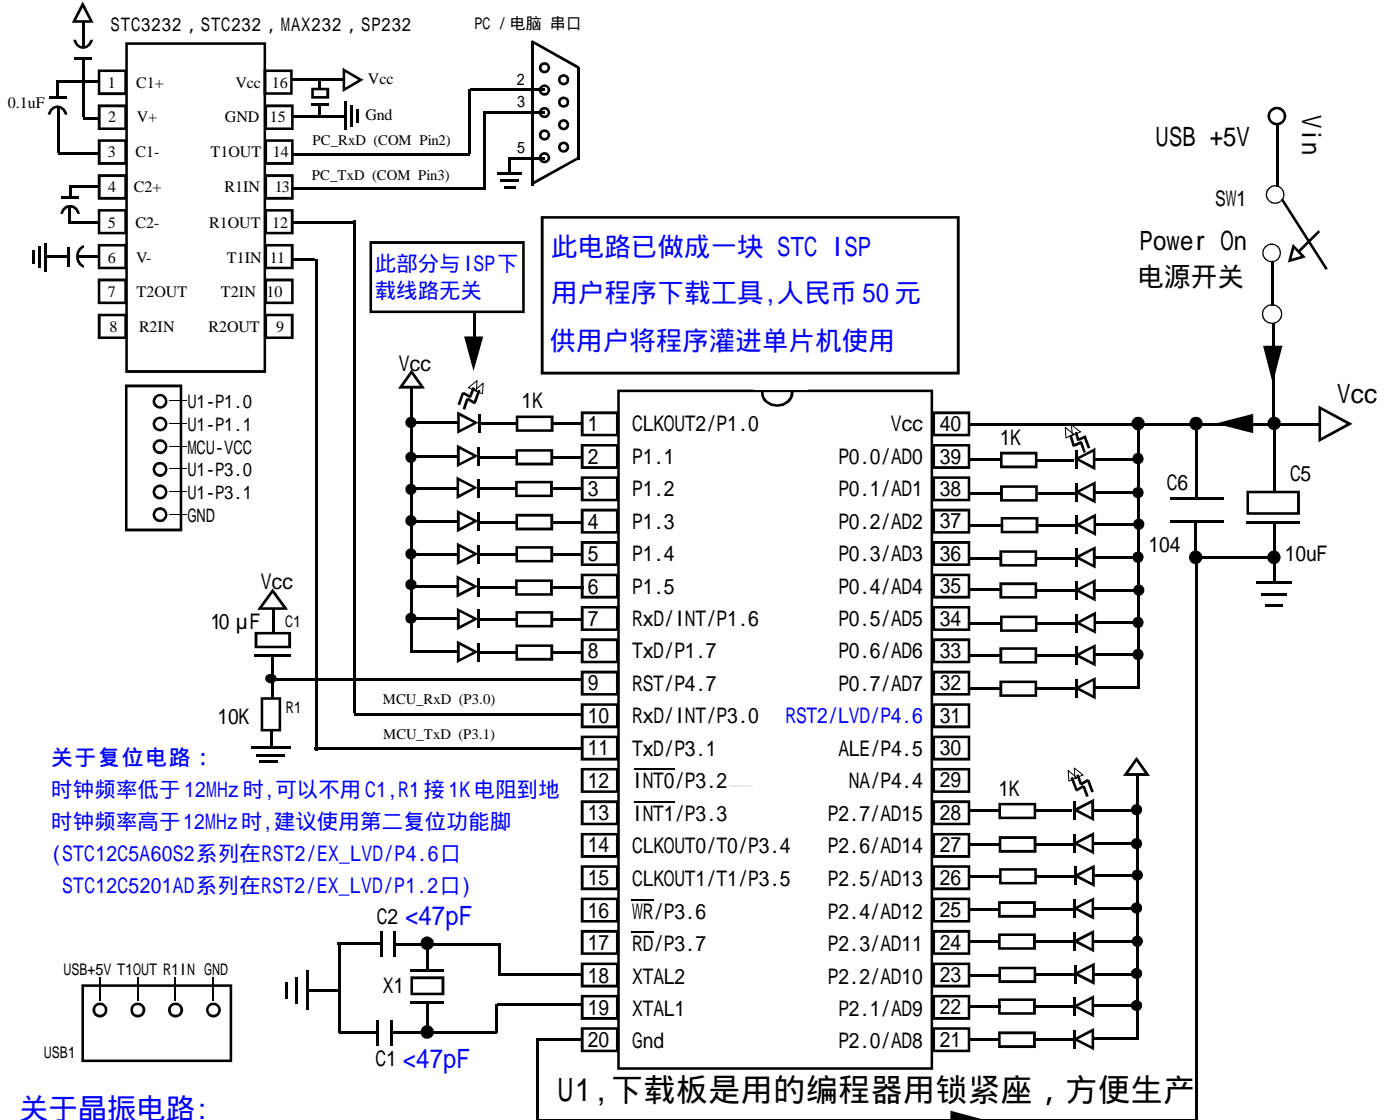 STC3232，STC232，MAX232，SP232
PC /电脑 串口
0.1uF
1 C1+ Vcc 16
Vcc
2 V+ GND 15
Gnd
3 C1- T1OUT 14
PC_RxD (COM Pin2)
4 C2+ R1IN 13
PC_TxD (COM Pin3)
5 C2- R1OUT 12
6 V- T1IN 11
7 T2OUT T2IN 10
8 R2IN R2OUT 9
2
3
5
此部分与ISP下
载线路无关
此电路已做成一块 STC ISP
用户程序下载工具,人民币50元
供用户将程序灌进单片机使用
USB +5V
Vin
SW1
Power On
电源开关
Vcc
C6
104
C5
10uF
U1-P1.0
U1-P1.1
MCU-VCC
U1-P3.0
U1-P3.1
GND
Vcc
1K
1K
1 CLKOUT2/P1.0 Vcc 40
2 P1.1 P0.0/AD0 39
3 P1.2 P0.1/AD1 38
4 P1.3 P0.2/AD2 37
5 P1.4 P0.3/AD3 36
6 P1.5 P0.4/AD4 35
7 RxD/INT/P1.6 P0.5/AD5 34
8 TxD/P1.7 P0.6/AD6 33
9 RST/P4.7 P0.7/AD7 32
10 RxD/INT/P3.0 RST2/LVD/P4.6 31
11 TxD/P3.1 ALE/P4.5 30
12 INT0/P3.2 NA/P4.4 29
13 INT1/P3.3 P2.7/AD15 28
14 CLKOUT0/T0/P3.4 P2.6/AD14 27
15 CLKOUT1/T1/P3.5 P2.5/AD13 26
16 WR/P3.6 P2.4/AD12 25
17 RD/P3.7 P2.3/AD11 24
18 XTAL2 P2.2/AD10 23
19 XTAL1 P2.1/AD9 22
20 Gnd P2.0/AD8 21
1K
Vcc
10 μF C1
10K R1
MCU_RxD (P3.0)
MCU_TxD (P3.1)
关于复位电路：
时钟频率低于12MHz时,可以不用C1,R1接1K电阻到地
时钟频率高于12MHz时,建议使用第二复位功能脚
(STC12C5A60S2系列在RST2/EX_LVD/P4.6口
STC12C5201AD系列在RST2/EX_LVD/P1.2口)
C2 <47pF
X1
C1 <47pF
USB+5V T1OUT R1IN GND
USB1
U1,下载板是用的编程器用锁紧座，方便生产
关于晶振电路: